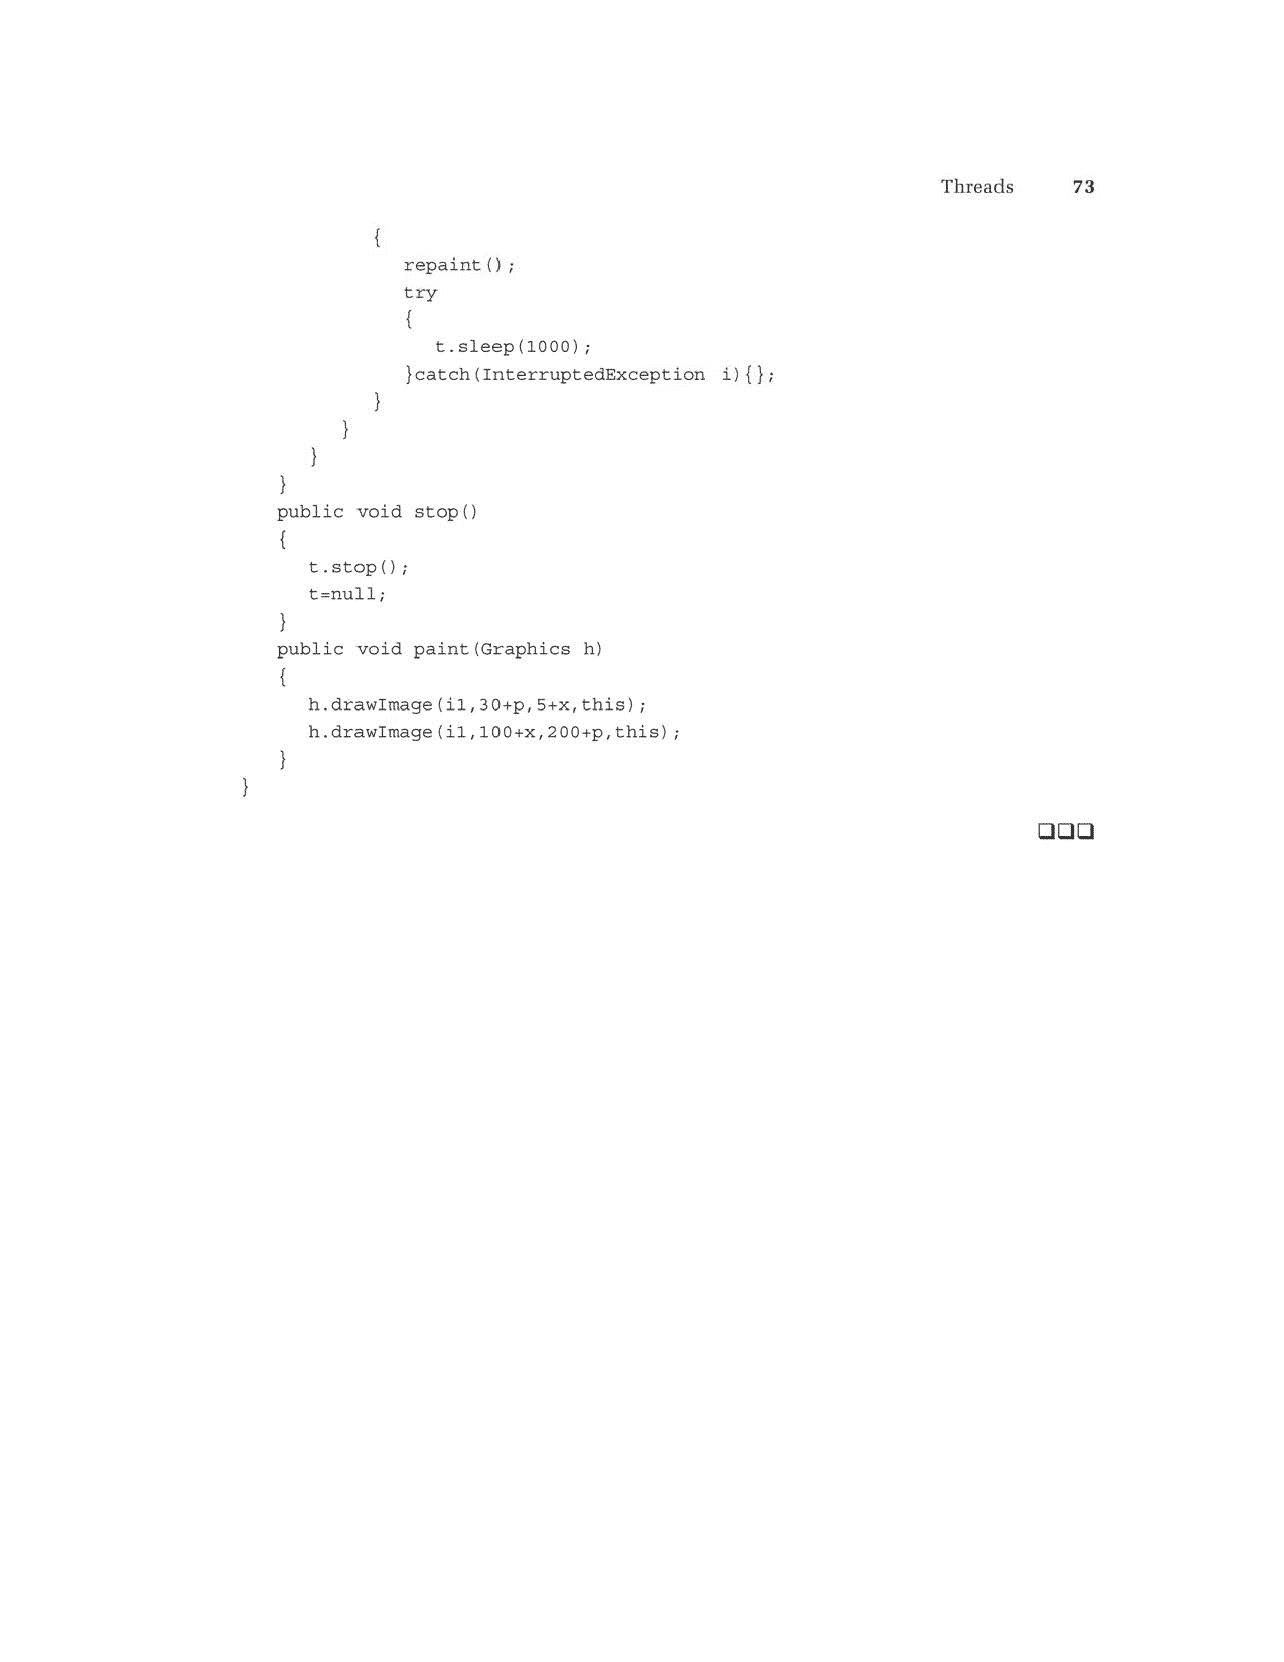 Threads 73
{
repaint();
try
{
t.sleep(1000);
}catch(InterruptedException i){};
}
}
}
}
public void stop()
{
t.stop();
t=null;
}
public void paint(Graphics h)
{
h.drawImage(i1,30+p,5+x,this);
h.drawImage(i1,100+x,200+p,this);
}
}
❑❑❑